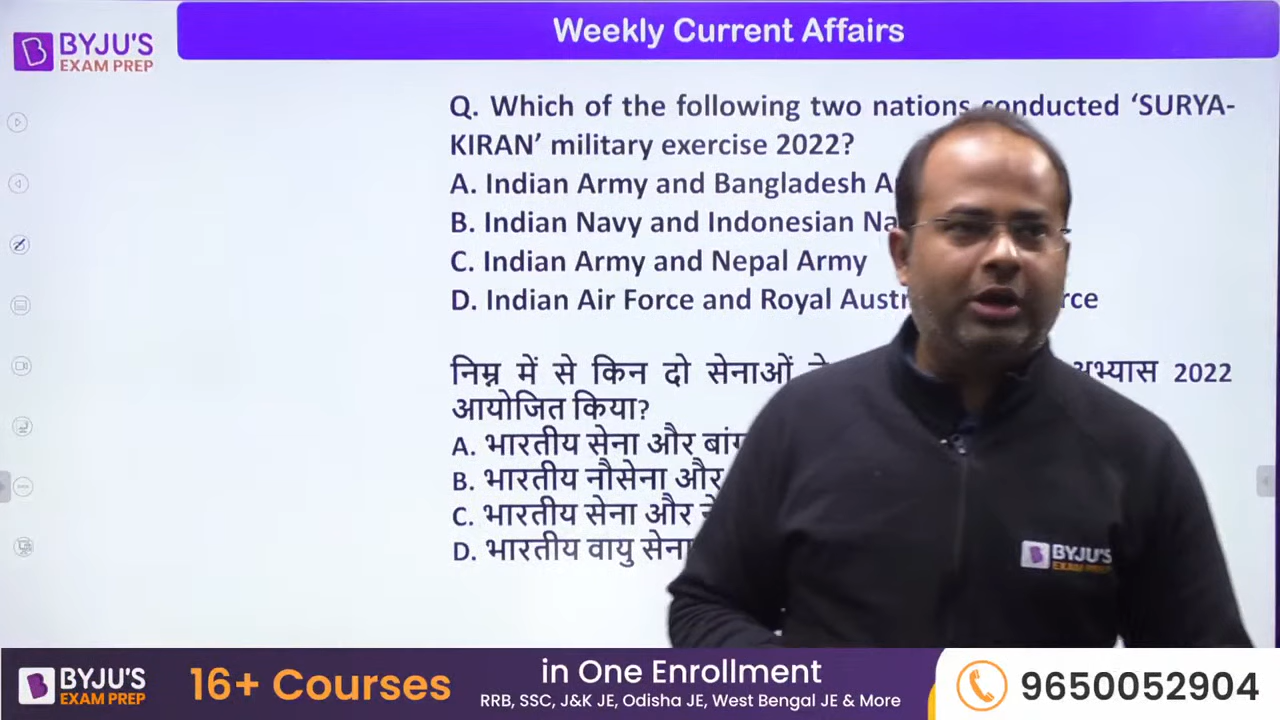 BYJU'S
EXAM PREP
Weekly Current Affairs
Q. Which of the following two nations conducted ‘SURYA-
KIRAN’ military exercise 2022?
A. Indian Army and Bangladesh
B. Indian Navy and Indonesian
C. Indian Army and Nepal Army
D. Indian Air Force and Royal
निम्न में से किन दो सेनाओं अभ्यास 2022
आयोजित किया?
A. भारतीय सेना और
B. भारतीय नौसेना और
C. भारतीय सेना और
D. भारतीय वायु सेना
BYJU'S
EXAM PREP
BYJU'S
EXAM PREP
16+ Courses
in One Enrollment
RRB, SSC, J&K JE, Odisha JE, West Bengal JE & More
9650052904